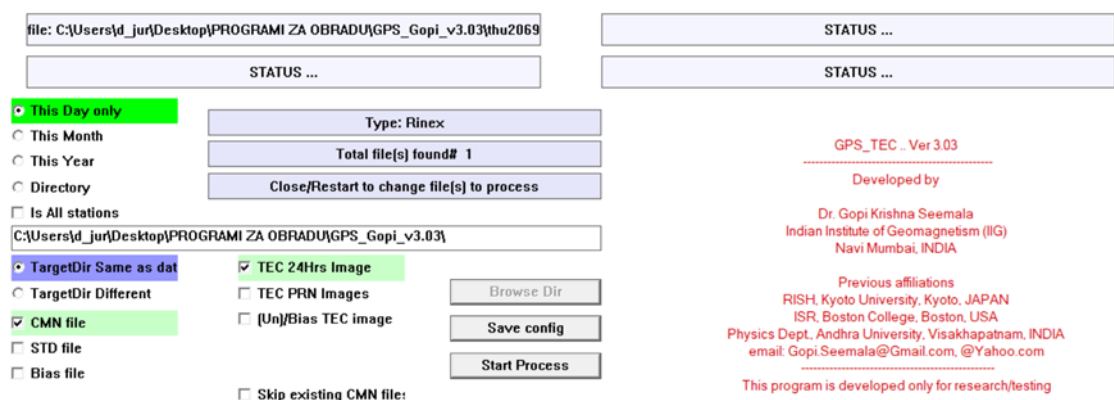 file: C:\Users\d_jur\Desktop\PROGRAMI ZA OBRADU\GPS_Gopi_v3.03\thu2069
STATUS ...
STATUS ...
STATUS ...
This Day only
This Month
This Year
Directory
Is All stations
Type: Rinex
Total file(s) found# 1
Close/Restart to change file(s) to process
C:\Users\d_jur\Desktop\PROGRAMI ZA OBRADU\GPS_Gopi_v3.03\
TargetDir Same as dat
TargetDir Different
CMN file
STD file
Bias file
TEC 24Hrs Image
TEC PRN Images
(Un)/Bias TEC image
Skip existing CMN files
Browse Dir
Save config
Start Process
GPS_TEC .. Ver 3.03
-----------------------------------------------
Developed by
Dr. Gopi Krishna Seemala
Indian Institute of Geomagnetism (IIG)
Navi Mumbai, INDIA
Previous affiliations
RISH, Kyoto University, Kyoto, JAPAN
ISR, Boston College, Boston, USA
Physics Dept., Andhra University, Visakhapatnam, INDIA
email: Gopi.Seemala@Gmail.com, @Yahoo.com
-----------------------------------------------
This program is developed only for research/testing